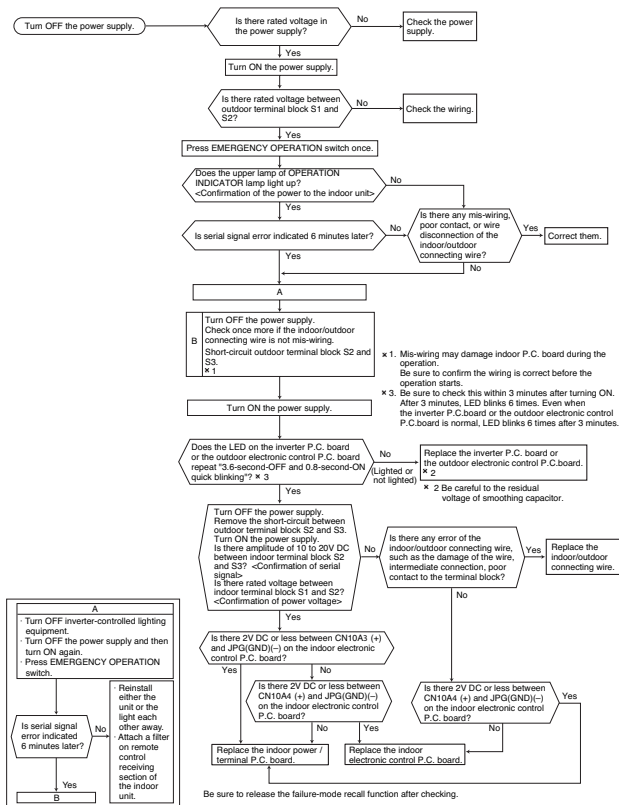 Turn OFF the power supply.
Is there rated voltage in
the power supply?
No
Check the power
supply.
Yes
Turn ON the power supply.
Is there rated voltage between
outdoor terminal block S1 and
S2?
No
Check the wiring.
Yes
Press EMERGENCY OPERATION switch once.
Does the upper lamp of OPERATION
INDICATOR lamp light up?
<Confirmation of the power to the indoor unit>
No
Yes
Is serial signal error indicated 6 minutes later?
No
Is there any mis-wiring,
poor contact, or wire
disconnection of the
indoor/outdoor
connecting wire?
Yes
Correct them.
Yes
No
A
B
Turn OFF the power supply.
Check once more if the indoor/outdoor
connecting wire is not mis-wiring.
Short-circuit outdoor terminal block S2 and
S3.
× 1
× 1. Mis-wiring may damage indoor P.C. board during the
operation.
Be sure to confirm the wiring is correct before the
operation starts.
× 3. Be sure to check this within 3 minutes after turning ON.
After 3 minutes, LED blinks 6 times. Even when
the inverter P.C.board or the outdoor electronic control
P.C.board is normal, LED blinks 6 times after 3 minutes.
Turn ON the power supply.
Does the LED on the inverter P.C. board
or the outdoor electronic control P.C. board
repeat "3.6-second-OFF and 0.8-second-ON
quick blinking"? × 3
No
(Lighted or
not lighted)
Replace the inverter P.C. board or
the outdoor electronic control P.C.board.
× 2
× 2 Be careful to the residual
voltage of smoothing capacitor.
Yes
Turn OFF the power supply.
Remove the short-circuit between
outdoor terminal block S2 and S3.
Turn ON the power supply.
Is there amplitude of 10 to 20V DC
between indoor terminal block S2
and S3? <Confirmation of serial
signal>
Is there rated voltage between
indoor terminal block S1 and S2?
<Confirmation of power voltage>
No
Is there any error of the
indoor/outdoor connecting wire,
such as the damage of the wire,
intermediate connection, poor
contact to the terminal block?
Yes
Replace the
indoor/outdoor
connecting wire.
Yes
No
Is there 2V DC or less between CN10A3 (+)
and JPG(GND)(–) on the indoor electronic
control P.C. board?
Yes
No
Is there 2V DC or less between
CN10A4 (+) and JPG(GND)(–)
on the indoor electronic control
P.C. board?
No
Yes
Is there 2V DC or less between
CN10A4 (+) and JPG(GND)(–)
on the indoor electronic control
P.C. board?
Yes
No
Replace the indoor power /
terminal P.C. board.
Replace the indoor
electronic control P.C. board.
Be sure to release the failure-mode recall function after checking.
A
· Turn OFF inverter-controlled lighting
equipment.
· Turn OFF the power supply and then
turn ON again.
· Press EMERGENCY OPERATION
switch.
Is serial signal
error indicated
6 minutes later?
No
· Reinstall
either the
unit or the
light each
other away.
· Attach a filter
on remote
control
receiving
section of
the indoor
unit.
Yes
B